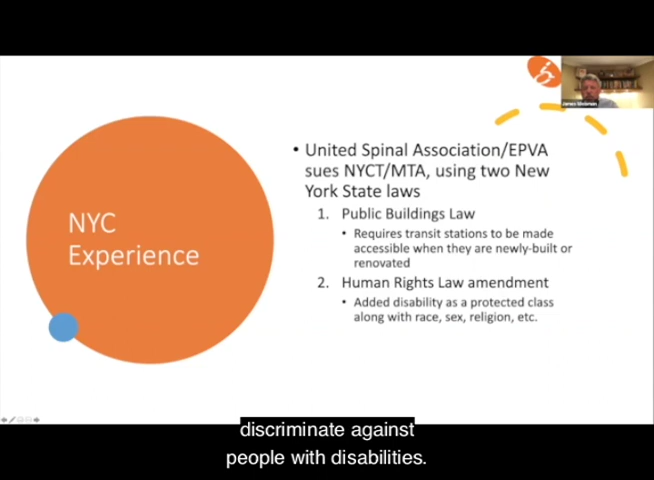 James Weisman
NYC
Experience
• United Spinal Association/EPVA
sues NYCT/MTA, using two New
York State laws
1. Public Buildings Law
• Requires transit stations to be made
accessible when they are newly-built or
renovated
2. Human Rights Law amendment
• Added disability as a protected class
along with race, sex, religion, etc.
discriminate against
people with disabilities.